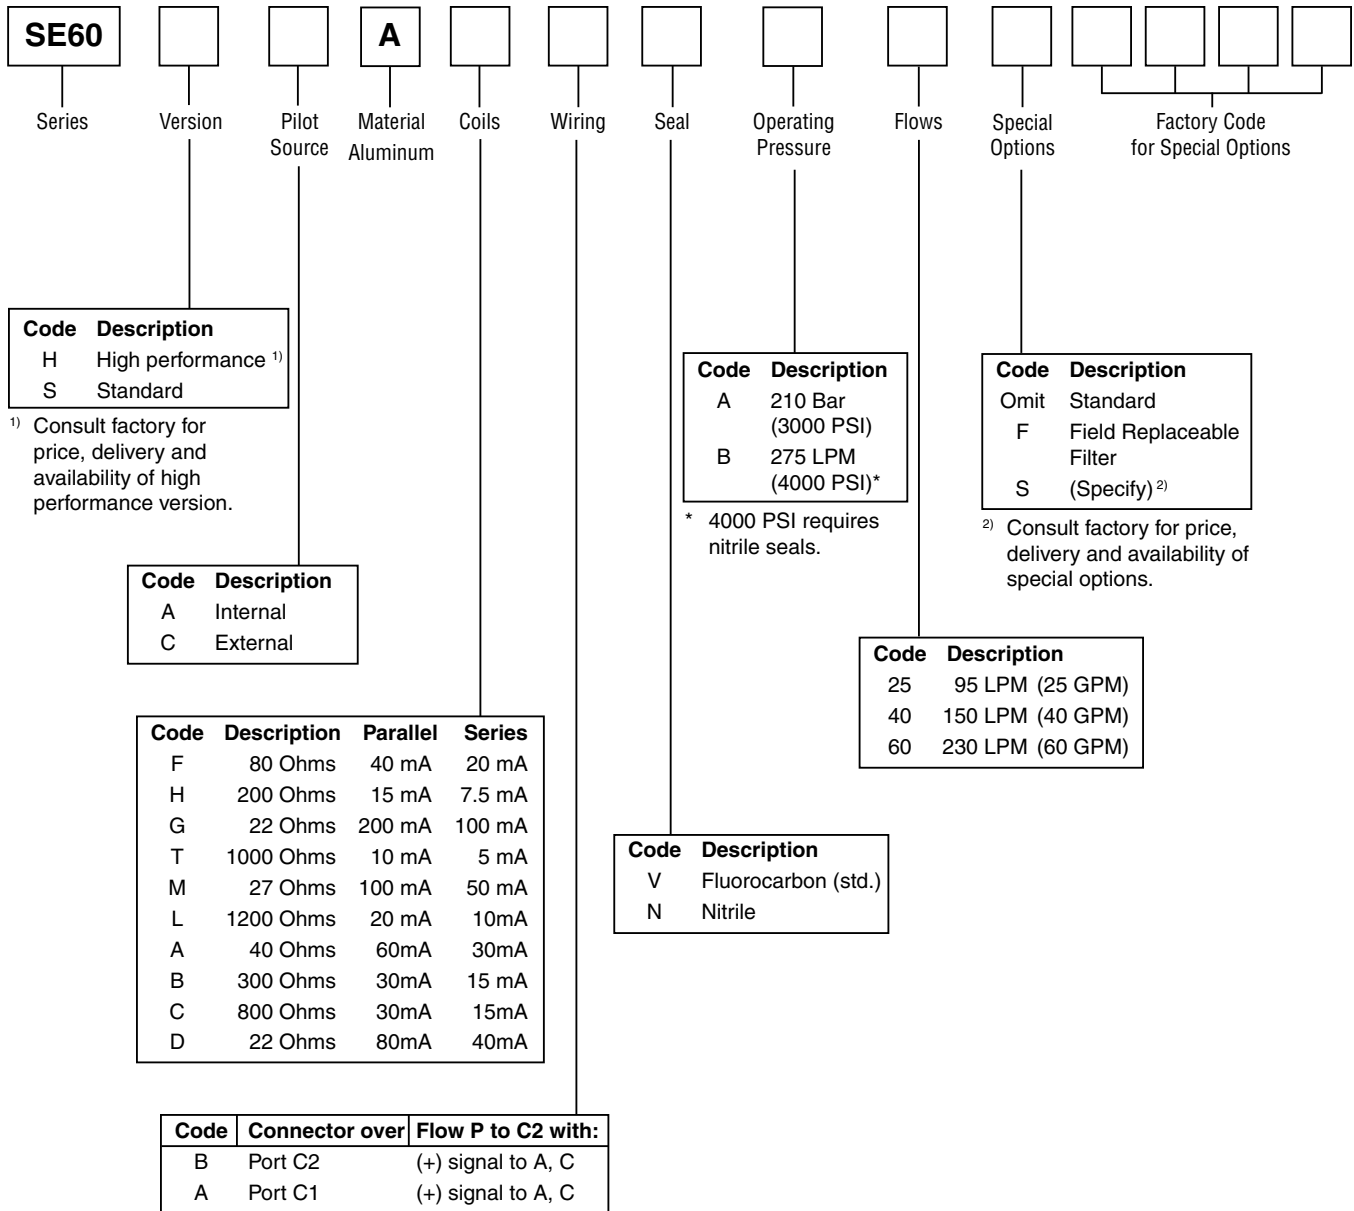 SE60 A
Series Version Pilot Source Material Aluminum Coils Wiring Seal Operating Pressure Flows Special Options Factory Code for Special Options
Code Description
H High performance 1)
S Standard
1) Consult factory for
price, delivery and
availability of high
performance version.
Code Description
A 210 Bar
(3000 PSI)
B 275 LPM
(4000 PSI)*
* 4000 PSI requires
nitrile seals.
Code Description
Omit Standard
F Field Replaceable
Filter
S (Specify) 2)
2) Consult factory for price,
delivery and availability of
special options.
Code Description
A Internal
C External
Code Description
25 95 LPM (25 GPM)
40 150 LPM (40 GPM)
60 230 LPM (60 GPM)
Code Description Parallel Series
F 80 Ohms 40 mA 20 mA
H 200 Ohms 15 mA 7.5 mA
G 22 Ohms 200 mA 100 mA
T 1000 Ohms 10 mA 5 mA
M 27 Ohms 100 mA 50 mA
L 1200 Ohms 20 mA 10mA
A 40 Ohms 60mA 30mA
B 300 Ohms 30mA 15 mA
C 800 Ohms 30mA 15mA
D 22 Ohms 80mA 40mA
Code Description
V Fluorocarbon (std.)
N Nitrile
Code Connector over Flow P to C2 with:
B Port C2 (+) signal to A, C
A Port C1 (+) signal to A, C